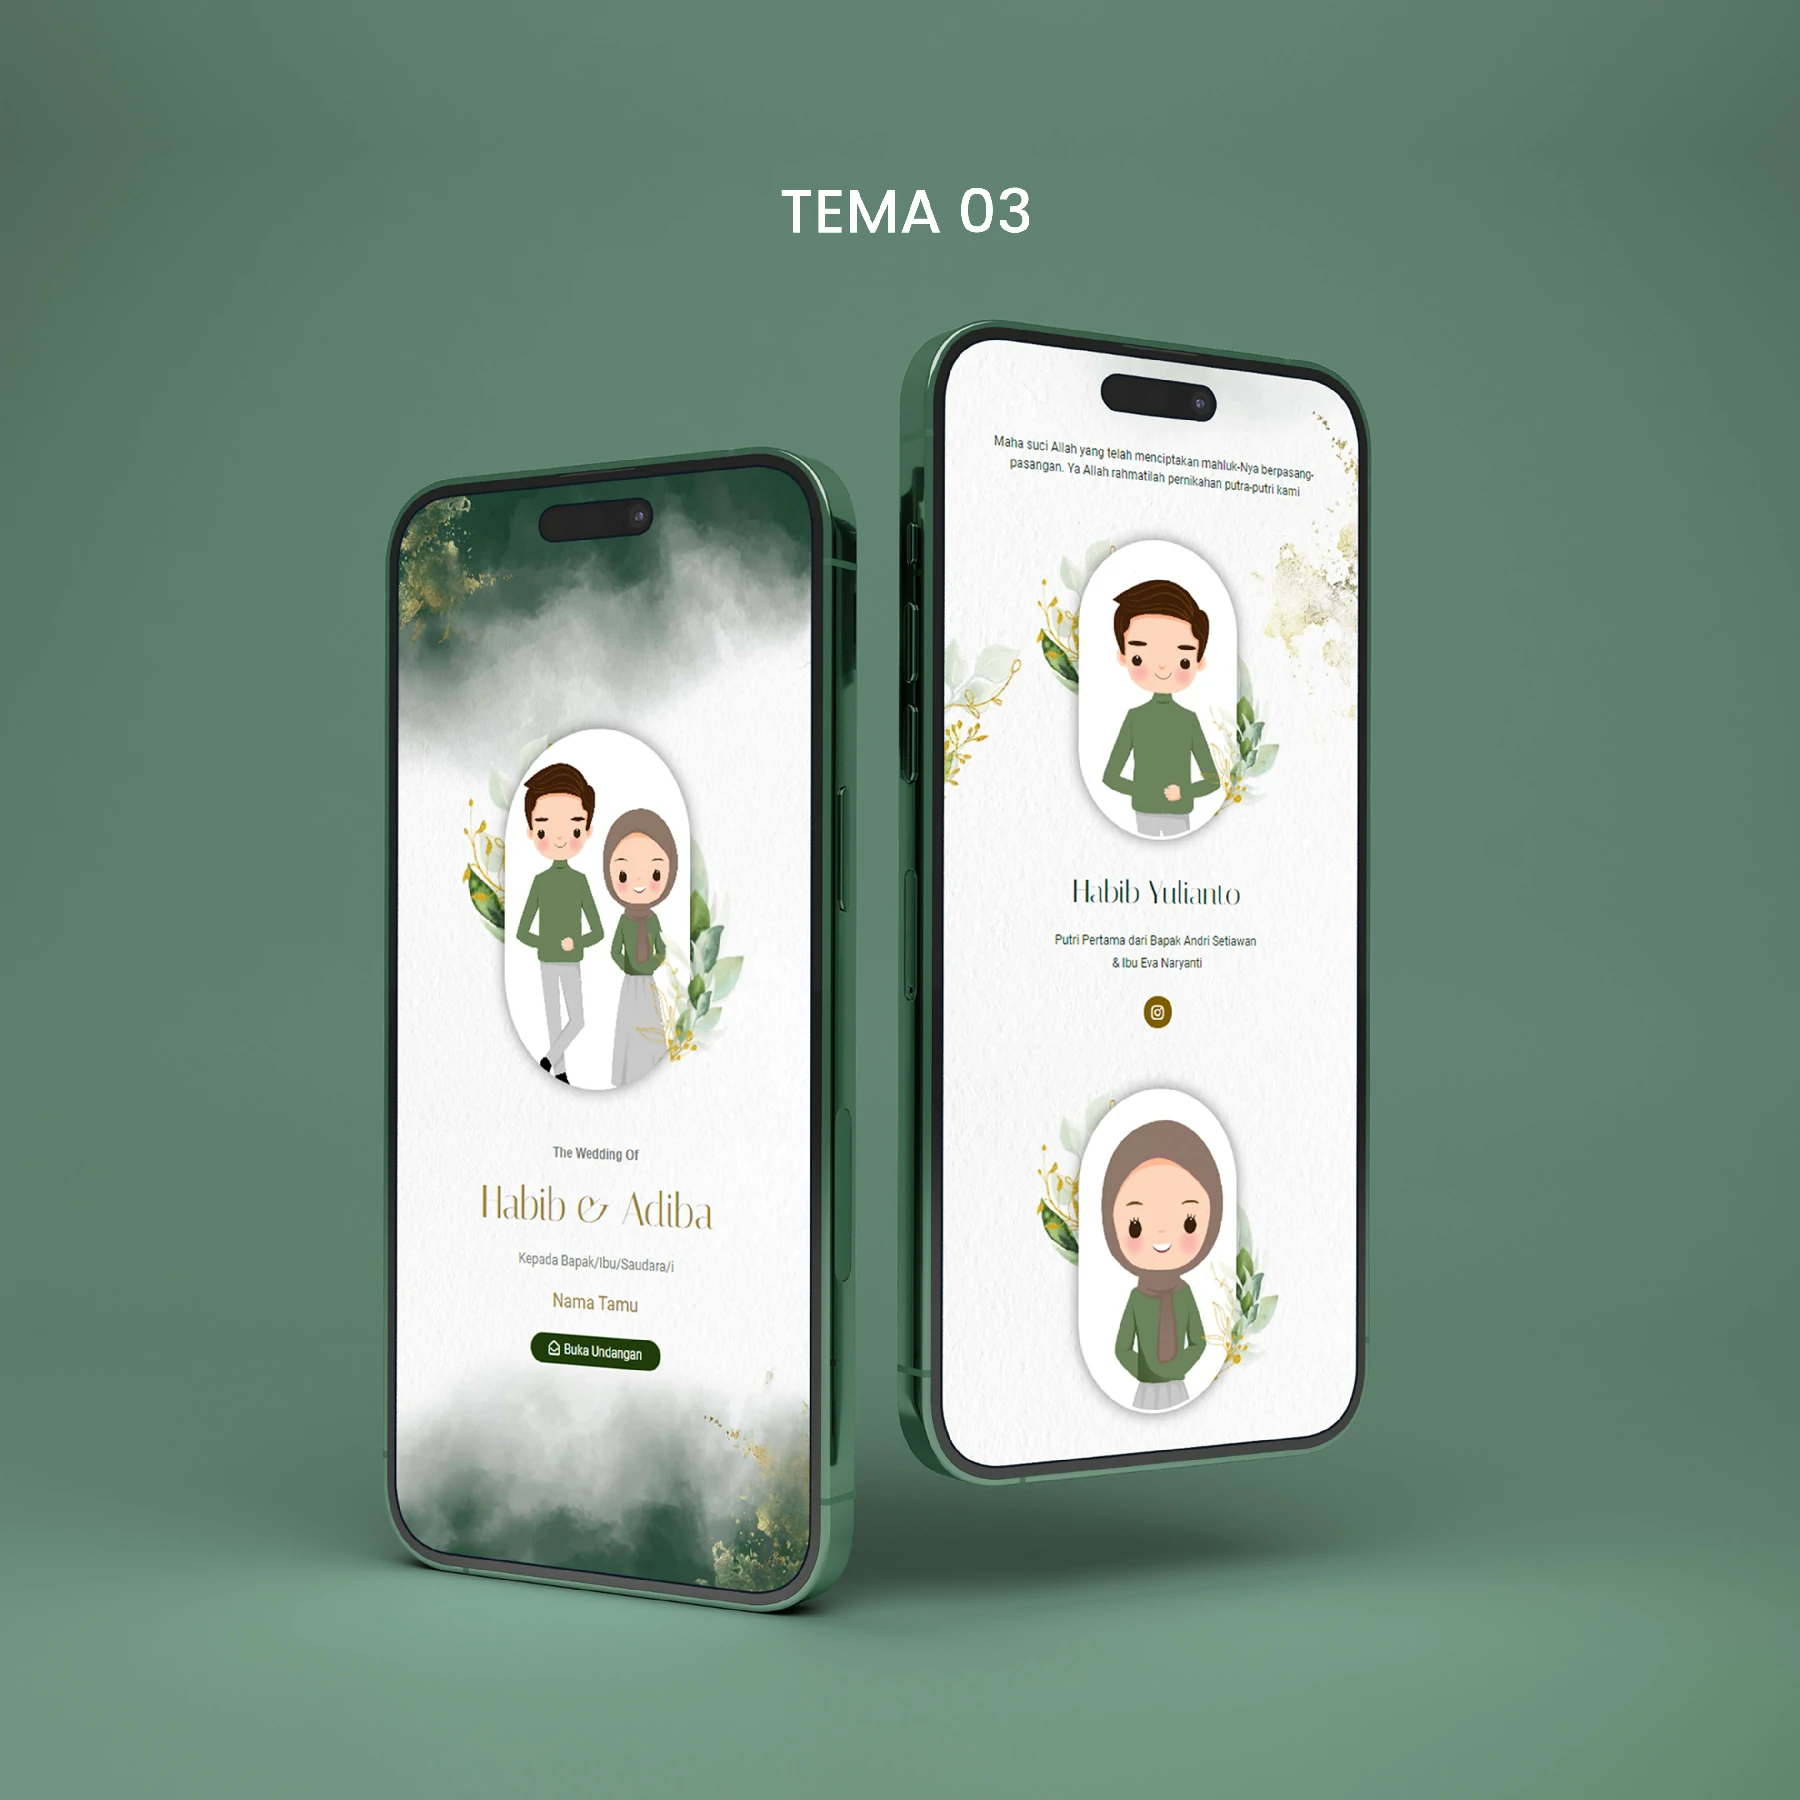 TEMA 03
The Wedding Of
Habib & Adiba
Kepada Bapak/Ibu/Saudara/i
Nama Tamu
Buka Undangan
Maha suci Allah yang telah menciptakan mahluk-Nya berpasang-
pasangan. Ya Allah rahmatilah pernikahan putra-putri kami
Habib Yulianto
Putri Pertama dari Bapak Andri Setiawan
& Ibu Eva Naryanti